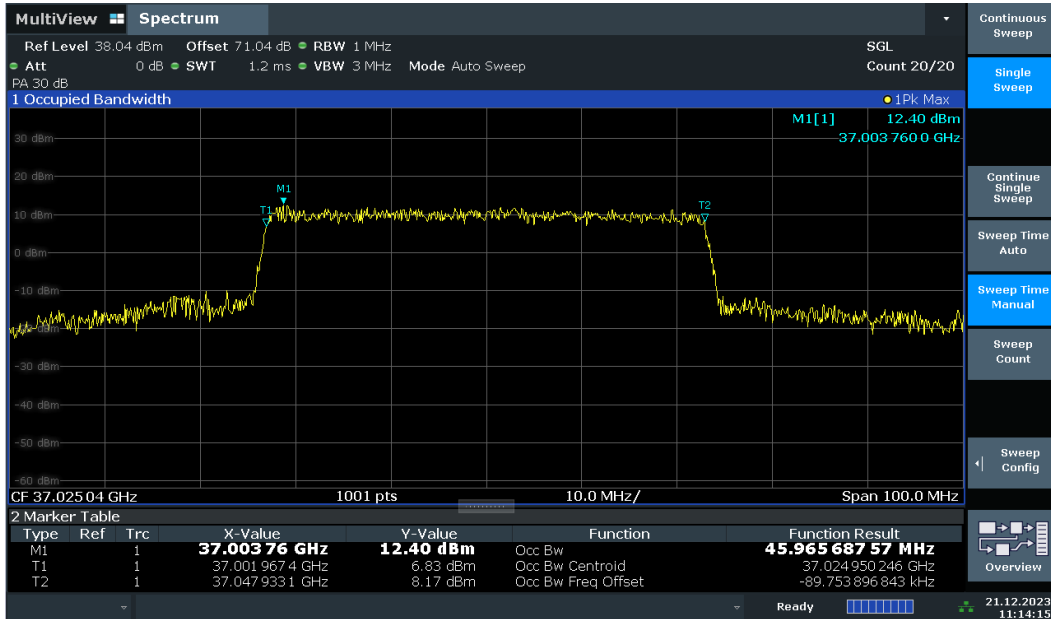 MultiView Spectrum
Ref Level 38.04 dBm Offset 71.04 dB RBW 1 MHz SGL
Att 0 dB SWT 1.2 ms VBW 3 MHz Mode Auto Sweep Count 20/20
PA 30 dB
1 Occupied Bandwidth 1Pk Max
M1[1] 12.40 dBm
37.003 760 0 GHz
30 dBm
20 dBm
M1
T1
T2
10 dBm
0 dBm
-10 dBm
-20 dBm
-30 dBm
-40 dBm
-50 dBm
-60 dBm
CF 37.025 04 GHz 1001 pts 10.0 MHz/ Span 100.0 MHz
2 Marker Table
Type Ref Trc X-Value Y-Value Function Function Result
M1 1 37.003 76 GHz 12.40 dBm Occ Bw 45.965 687 57 MHz
T1 1 37.001 967 4 GHz 6.83 dBm Occ Bw Centroid 37.024 950 246 GHz
T2 1 37.047 933 1 GHz 8.17 dBm Occ Bw Freq Offset -89.753 896 843 kHz
Ready
21.12.2023
11:14:15
Continuous
Sweep
Single
Sweep
Continue
Single
Sweep
Sweep Time
Auto
Sweep Time
Manual
Sweep
Count
Sweep
Config
Overview